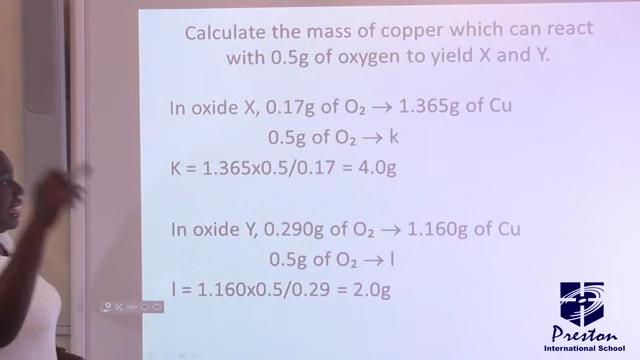 Calculate the mass of copper which can react
with 0.5g of oxygen to yield X and Y.
In oxide X, 0.17g of O₂ → 1.365g of Cu
0.5g of O₂ → k
K = 1.365x0.5/0.17 = 4.0g
In oxide Y, 0.290g of O₂ → 1.160g of Cu
0.5g of O₂ → l
l = 1.160x0.5/0.29 = 2.0g
Preston
International School